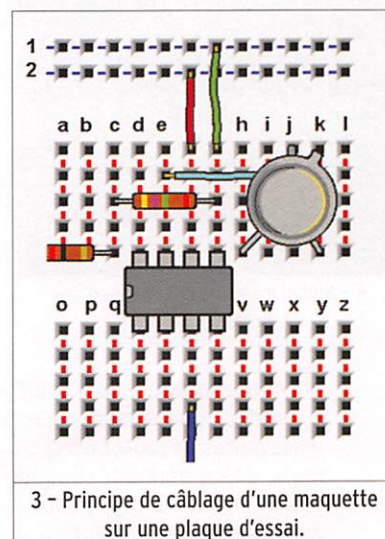 1
2
a b c d e h i j k l
o p q v w x y z
3 – Principe de câblage d'une maquette
sur une plaque d'essai.